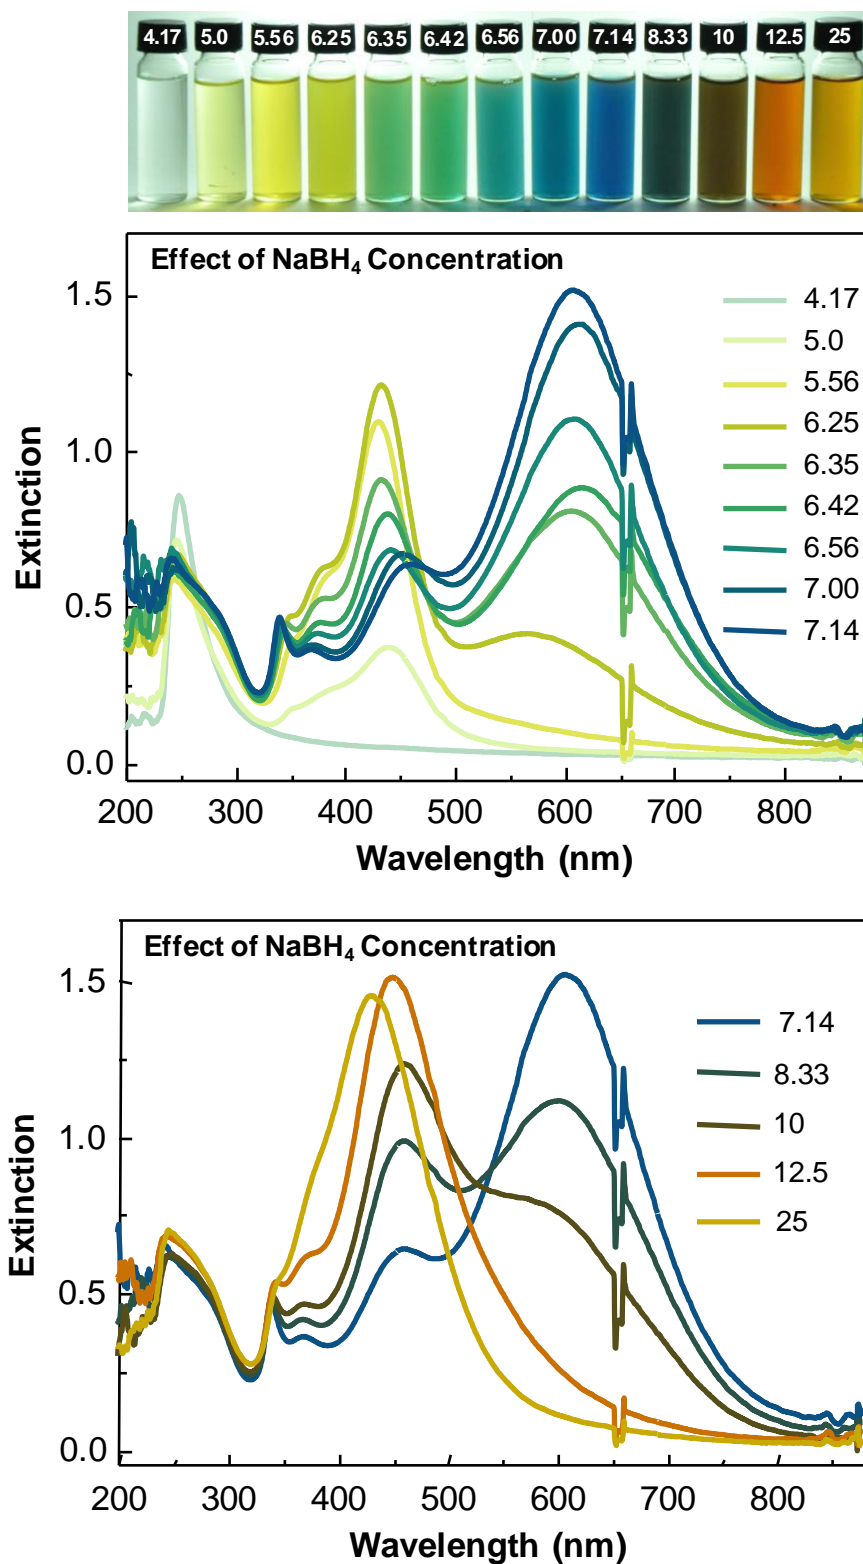 4.17 5.0 5.56 6.25 6.35 6.42 6.56 7.00 7.14 8.33 10 12.5 25
Effect of NaBH₄ Concentration
1.5
1.0
0.5
0.0
Extinction
4.17
5.0
5.56
6.25
6.35
6.42
6.56
7.00
7.14
200 300 400 500 600 700 800
Wavelength (nm)
Effect of NaBH₄ Concentration
1.5
1.0
0.5
0.0
Extinction
7.14
8.33
10
12.5
25
200 300 400 500 600 700 800
Wavelength (nm)